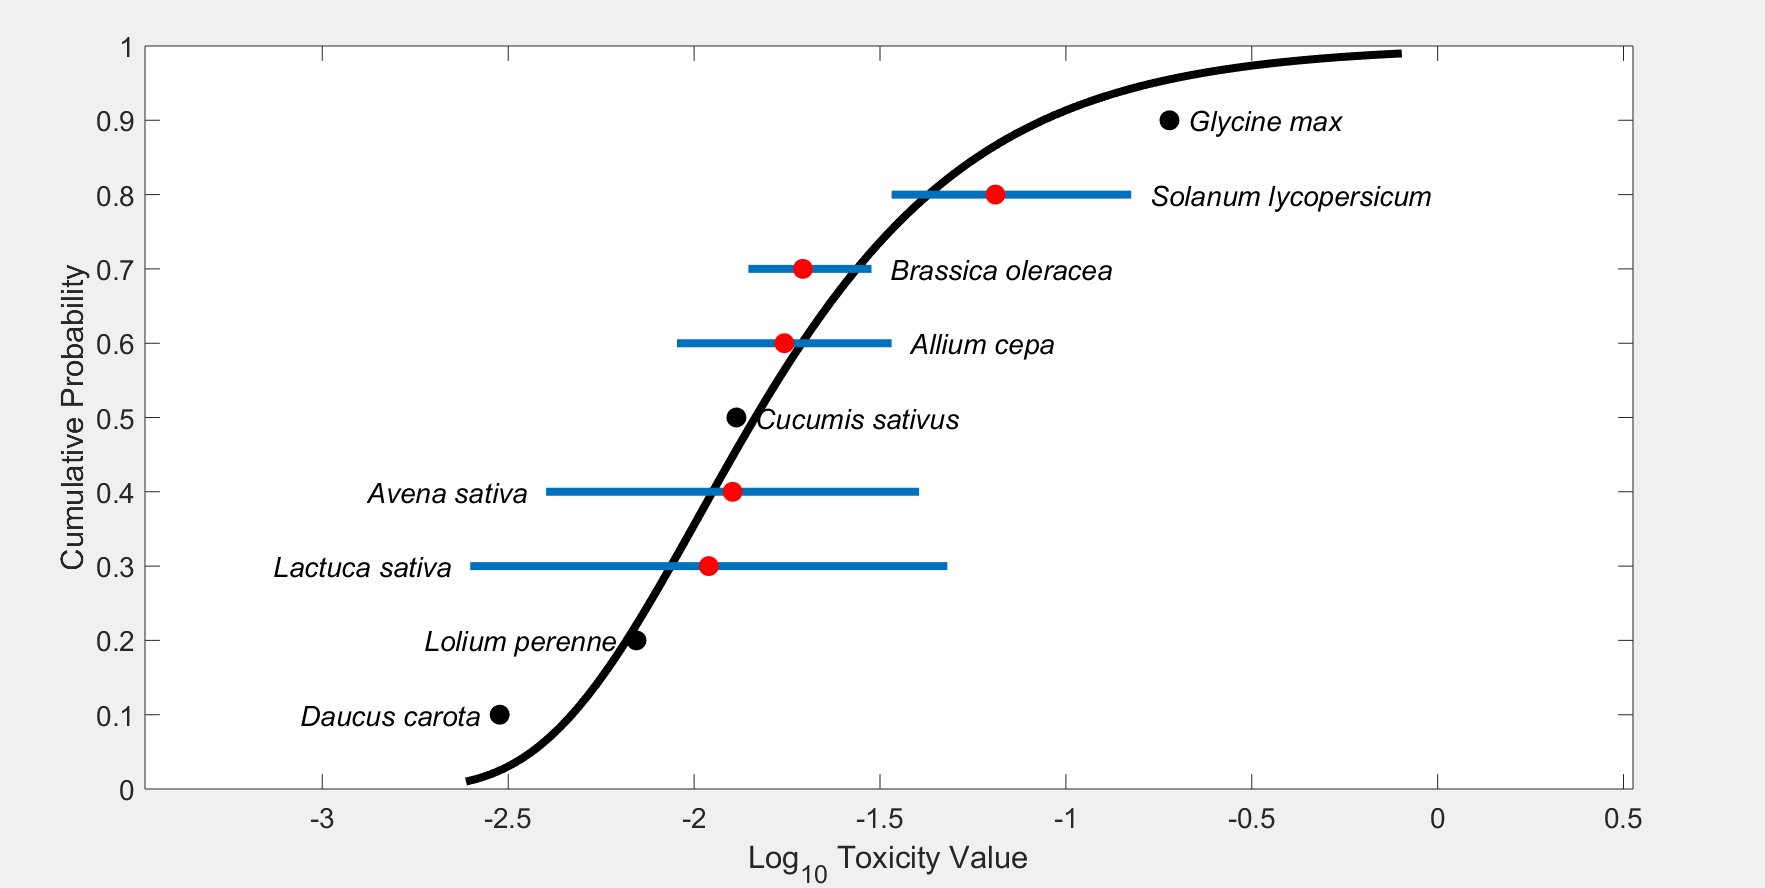 1
0.9
Glycine max
0.8
Solanum lycopersicum
0.7
Brassica oleracea
0.6
Allium cepa
0.5
Cucumis sativus
0.4
Avena sativa
0.3
Lactuca sativa
0.2
Lolium perenne
0.1
Daucus carota
0
Cumulative Probability
-3 -2.5 -2 -1.5 -1 -0.5 0 0.5
Log10 Toxicity Value